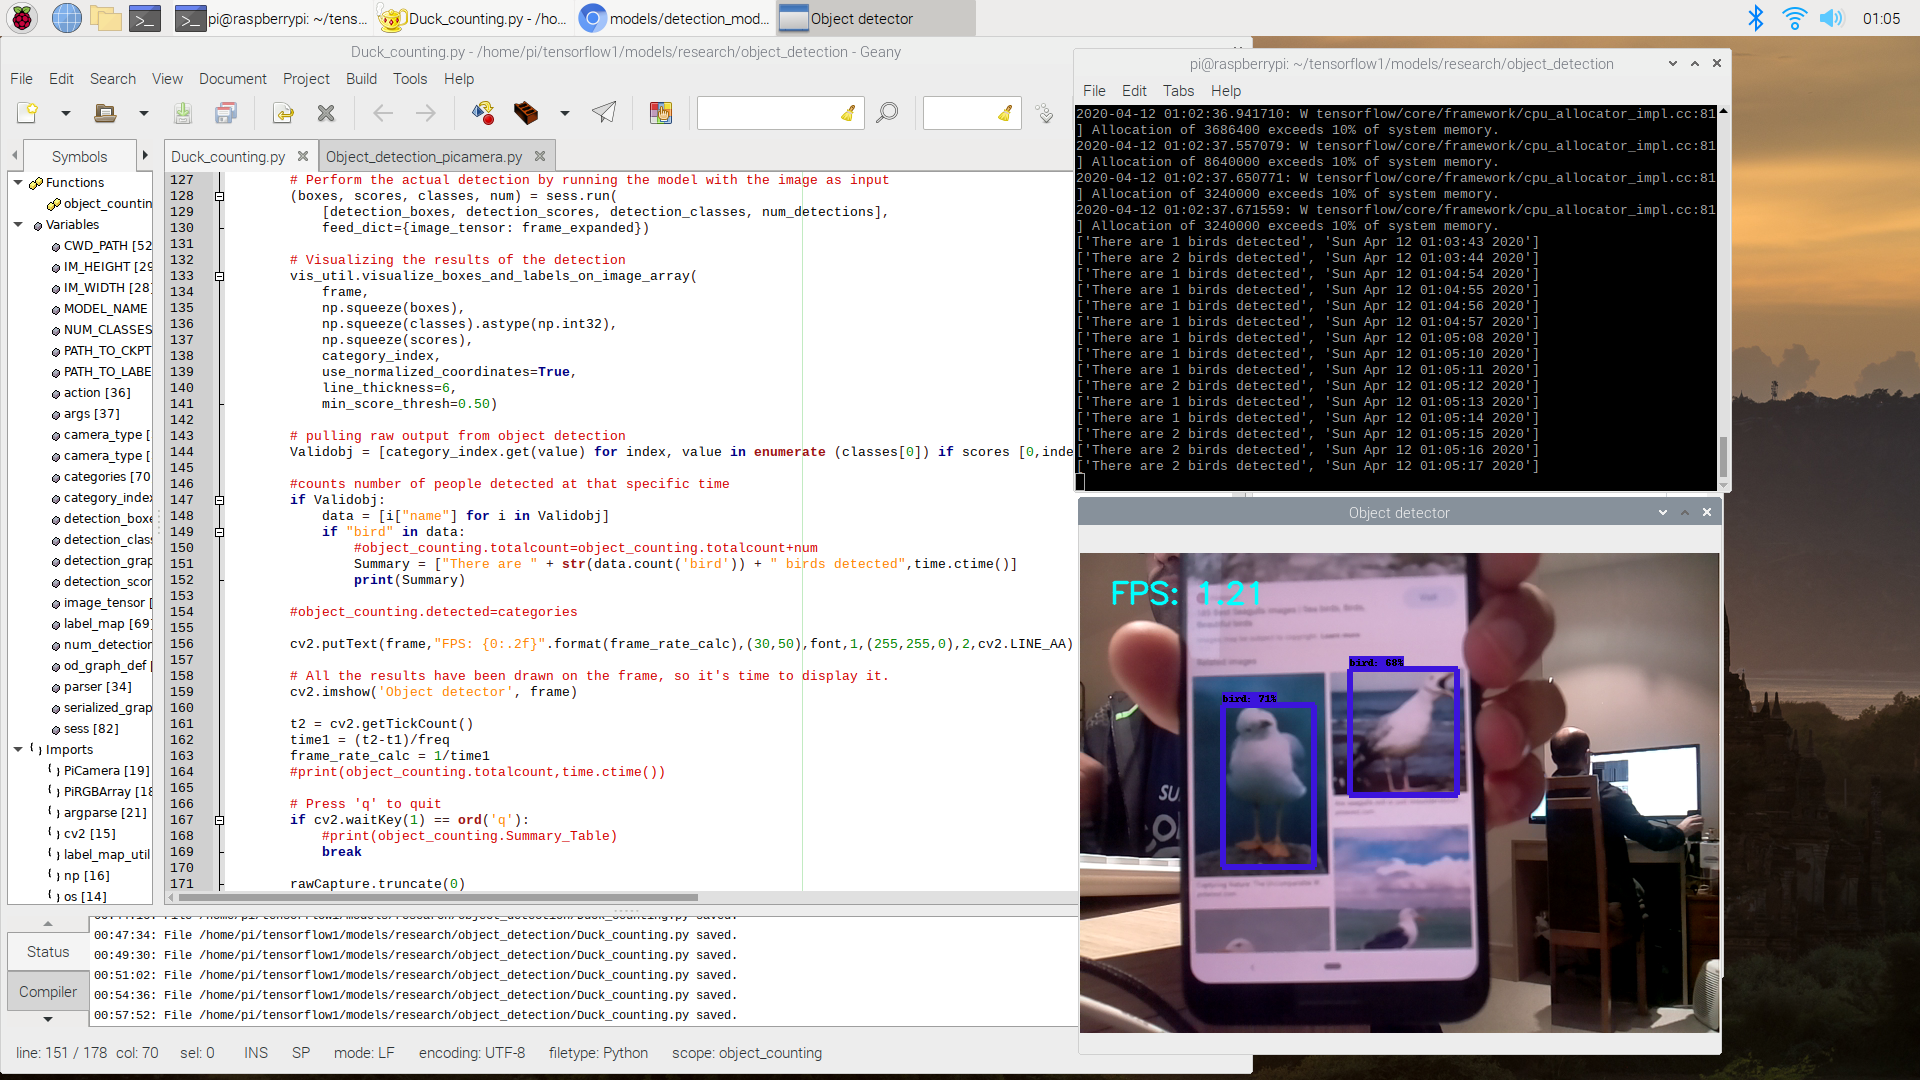 pi@raspberrypi: ~/tens...
Duck_counting.py - /ho...
models/detection_mod...
Object detector
01:05
Duck_counting.py - /home/pi/tensorflow1/models/research/object_detection - Geany
File Edit Search View Document Project Build Tools Help
Symbols
Functions
object_countin
Variables
CWD_PATH [52
IM_HEIGHT [29
IM_WIDTH [28]
MODEL_NAME
NUM_CLASSES
PATH_TO_CKPT
PATH_TO_LABE
action [36]
args [37]
camera_type [
camera_type [
categories [70
category_index
detection_boxe
detection_class
detection_grap
detection_scor
image_tensor [
label_map [69]
num_detection
od_graph_def [
parser [34]
serialized_grap
sess [82]
Imports
PiCamera [19]
PiRGBArray [18
argparse [21]
cv2 [15]
label_map_util
np [16]
os [14]
Duck_counting.py
Object_detection_picamera.py
127 # Perform the actual detection by running the model with the image as input
128 (boxes, scores, classes, num) = sess.run(
129 [detection_boxes, detection_scores, detection_classes, num_detections],
130 feed_dict={image_tensor: frame_expanded})
131
132 # Visualizing the results of the detection
133 vis_util.visualize_boxes_and_labels_on_image_array(
134 frame,
135 np.squeeze(boxes),
136 np.squeeze(classes).astype(np.int32),
137 np.squeeze(scores),
138 category_index,
139 use_normalized_coordinates=True,
140 line_thickness=6,
141 min_score_thresh=0.50)
142
143 # pulling raw output from object detection
144 Validobj = [category_index.get(value) for index, value in enumerate (classes[0]) if scores [0,inde
145
146 #counts number of people detected at that specific time
147 if Validobj:
148 data = [i["name"] for i in Validobj]
149 if "bird" in data:
150 #object_counting.totalcount=object_counting.totalcount+num
151 Summary = ["There are " + str(data.count('bird')) + " birds detected",time.ctime()]
152 print(Summary)
153
154 #object_counting.detected=categories
155
156 cv2.putText(frame,"FPS: {0:.2f}".format(frame_rate_calc),(30,50),font,1,(255,255,0),2,cv2.LINE_AA)
157
158 # All the results have been drawn on the frame, so it's time to display it.
159 cv2.imshow('Object detector', frame)
160
161 t2 = cv2.getTickCount()
162 time1 = (t2-t1)/freq
163 frame_rate_calc = 1/time1
164 #print(object_counting.totalcount,time.ctime())
165
166 # Press 'q' to quit
167 if cv2.waitKey(1) == ord('q'):
168 #print(object_counting.Summary_Table)
169 break
170
171 rawCapture.truncate(0)
Status
Compiler
00:47:34: File /home/pi/tensorflow1/models/research/object_detection/Duck_counting.py saved.
00:49:30: File /home/pi/tensorflow1/models/research/object_detection/Duck_counting.py saved.
00:51:02: File /home/pi/tensorflow1/models/research/object_detection/Duck_counting.py saved.
00:54:36: File /home/pi/tensorflow1/models/research/object_detection/Duck_counting.py saved.
00:57:52: File /home/pi/tensorflow1/models/research/object_detection/Duck_counting.py saved.
line: 151 / 178 col: 70 sel: 0 INS SP mode: LF encoding: UTF-8 filetype: Python scope: object_counting
pi@raspberrypi: ~/tensorflow1/models/research/object_detection
File Edit Tabs Help
2020-04-12 01:02:36.941710: W tensorflow/core/framework/cpu_allocator_impl.cc:81
] Allocation of 3686400 exceeds 10% of system memory.
2020-04-12 01:02:37.557079: W tensorflow/core/framework/cpu_allocator_impl.cc:81
] Allocation of 8640000 exceeds 10% of system memory.
2020-04-12 01:02:37.650771: W tensorflow/core/framework/cpu_allocator_impl.cc:81
] Allocation of 3240000 exceeds 10% of system memory.
2020-04-12 01:02:37.671559: W tensorflow/core/framework/cpu_allocator_impl.cc:81
] Allocation of 3240000 exceeds 10% of system memory.
['There are 1 birds detected', 'Sun Apr 12 01:03:43 2020']
['There are 2 birds detected', 'Sun Apr 12 01:03:44 2020']
['There are 1 birds detected', 'Sun Apr 12 01:04:54 2020']
['There are 1 birds detected', 'Sun Apr 12 01:04:55 2020']
['There are 1 birds detected', 'Sun Apr 12 01:04:56 2020']
['There are 1 birds detected', 'Sun Apr 12 01:04:57 2020']
['There are 1 birds detected', 'Sun Apr 12 01:05:08 2020']
['There are 1 birds detected', 'Sun Apr 12 01:05:10 2020']
['There are 1 birds detected', 'Sun Apr 12 01:05:11 2020']
['There are 2 birds detected', 'Sun Apr 12 01:05:12 2020']
['There are 1 birds detected', 'Sun Apr 12 01:05:13 2020']
['There are 1 birds detected', 'Sun Apr 12 01:05:14 2020']
['There are 2 birds detected', 'Sun Apr 12 01:05:15 2020']
['There are 2 birds detected', 'Sun Apr 12 01:05:16 2020']
['There are 2 birds detected', 'Sun Apr 12 01:05:17 2020']
Object detector
FPS: 1.21
Related images
bird: 68%
bird: 71%